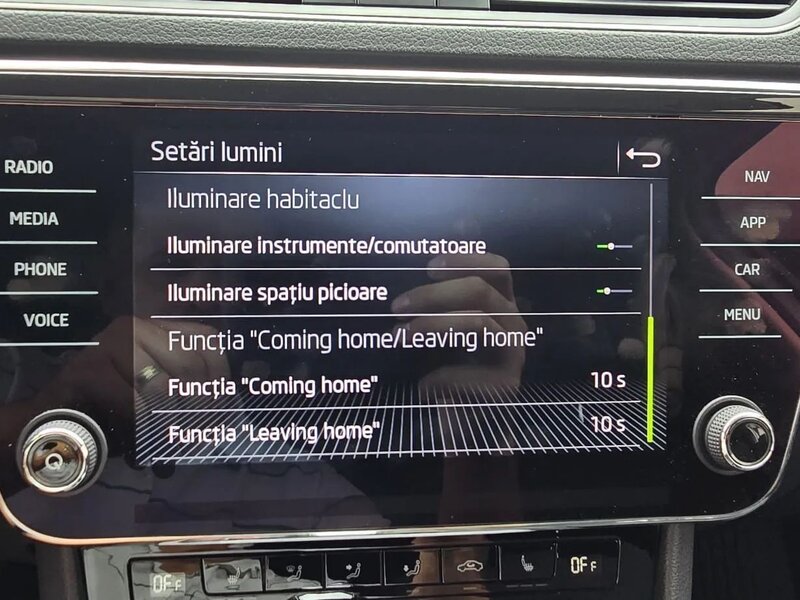 Setări lumini
RADIO
MEDIA
PHONE
VOICE
Iluminare habitaclu
Iluminare instrumente/comutatoare
Iluminare spațiu picioare
Funcția "Coming home/Leaving home"
Funcția "Coming home" 10 s
Funcția "Leaving home" 10 s
NAV
APP
CAR
MENU
OFF
OFF